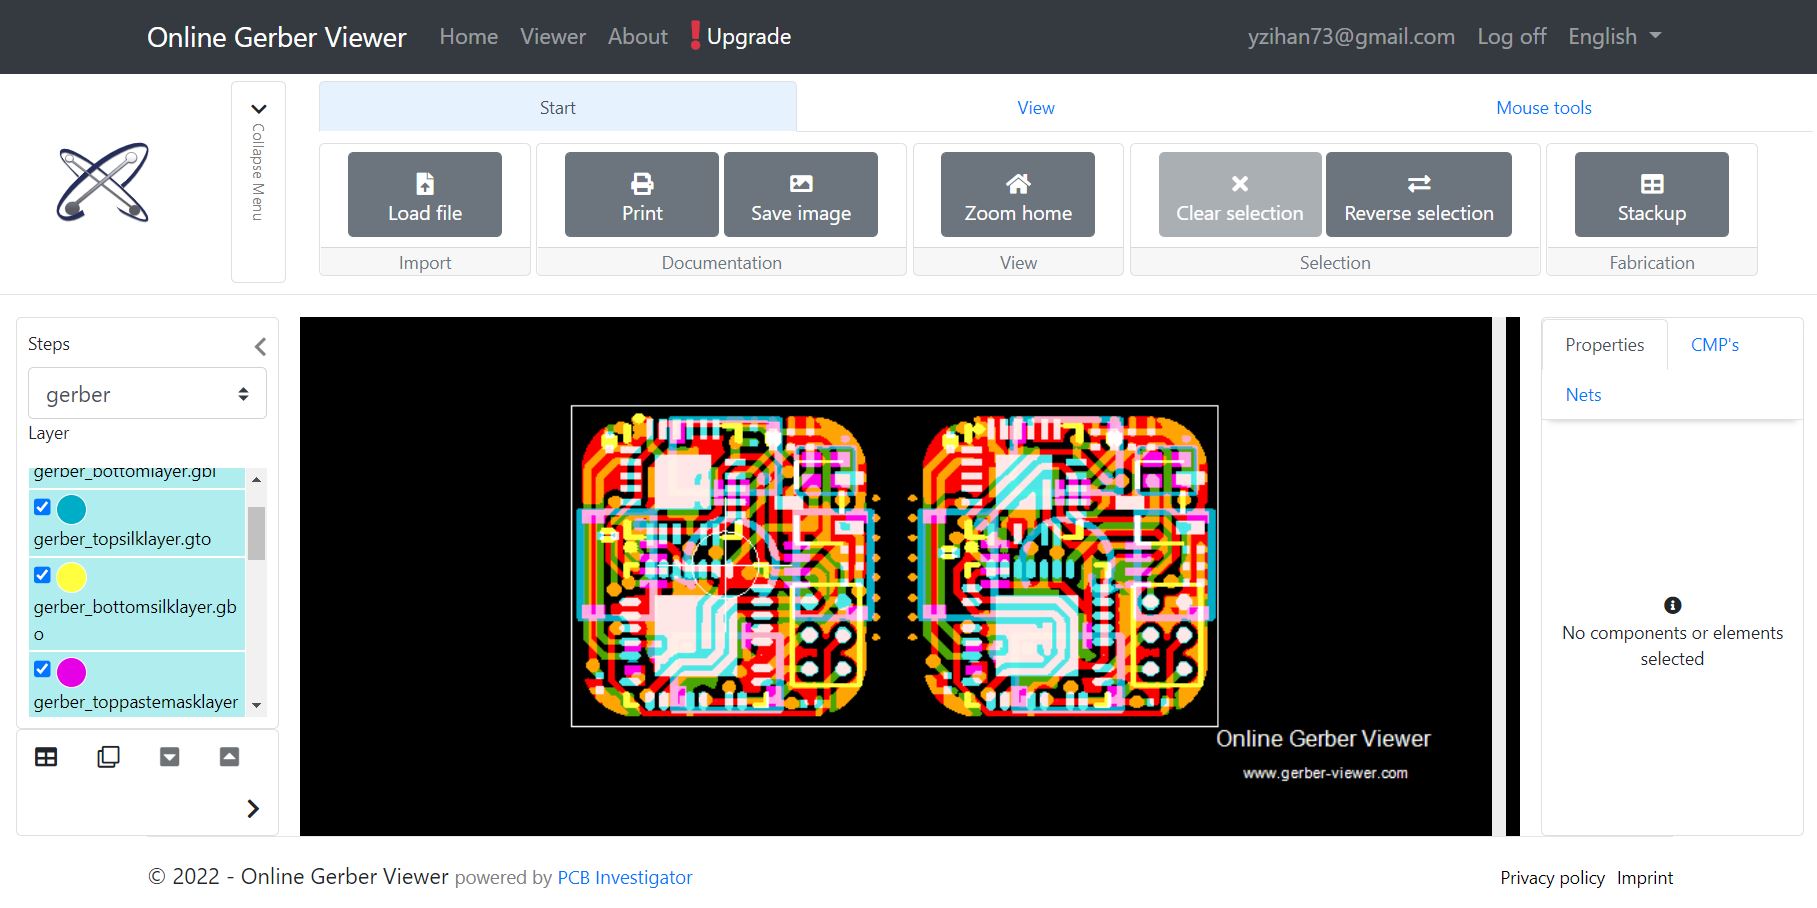 Online Gerber Viewer Home Viewer About Upgrade yzihan73@gmail.com Log off English
Collapse Menu
Start View Mouse tools
Load file Print Save image Zoom home Clear selection Reverse selection Stackup
Import Documentation View Selection Fabrication
Steps
gerber
Layer
gerber_bottomlayer.gbl
gerber_topsilklayer.gto
gerber_bottomsilklayer.gb
o
gerber_toppastemasklayer
Online Gerber Viewer
www.gerber-viewer.com
Properties CMP's
Nets
No components or elements
selected
© 2022 - Online Gerber Viewer powered by PCB Investigator
Privacy policy Imprint